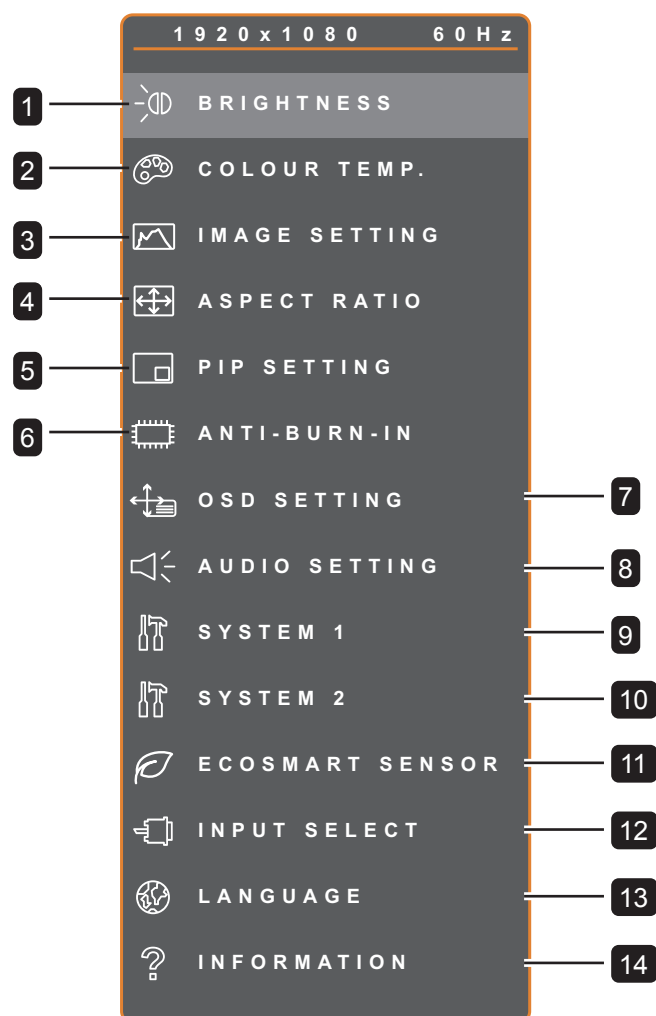 1920x1080 60Hz
1 BRIGHTNESS
2 COLOUR TEMP.
3 IMAGE SETTING
4 ASPECT RATIO
5 PIP SETTING
6 ANTI-BURN-IN
OSD SETTING 7
AUDIO SETTING 8
SYSTEM 1 9
SYSTEM 2 10
ECOSMART SENSOR 11
INPUT SELECT 12
LANGUAGE 13
INFORMATION 14